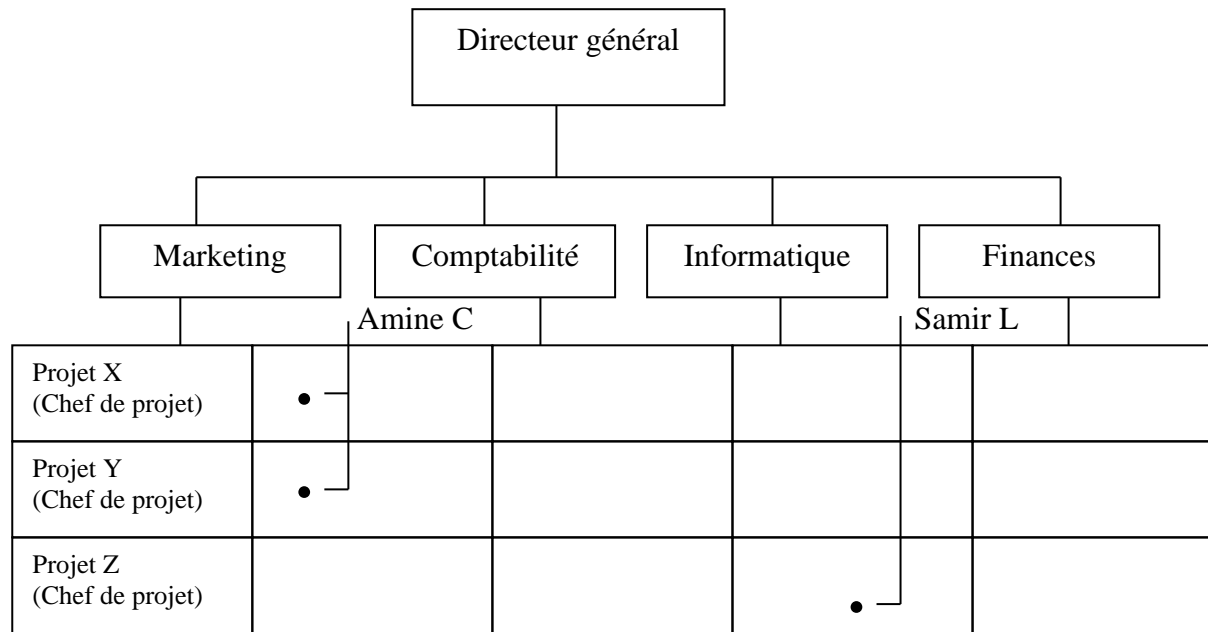 Directeur général
Marketing
Comptabilité
Informatique
Finances
Amine C
Samir L
Projet X
(Chef de projet)
Projet Y
(Chef de projet)
Projet Z
(Chef de projet)